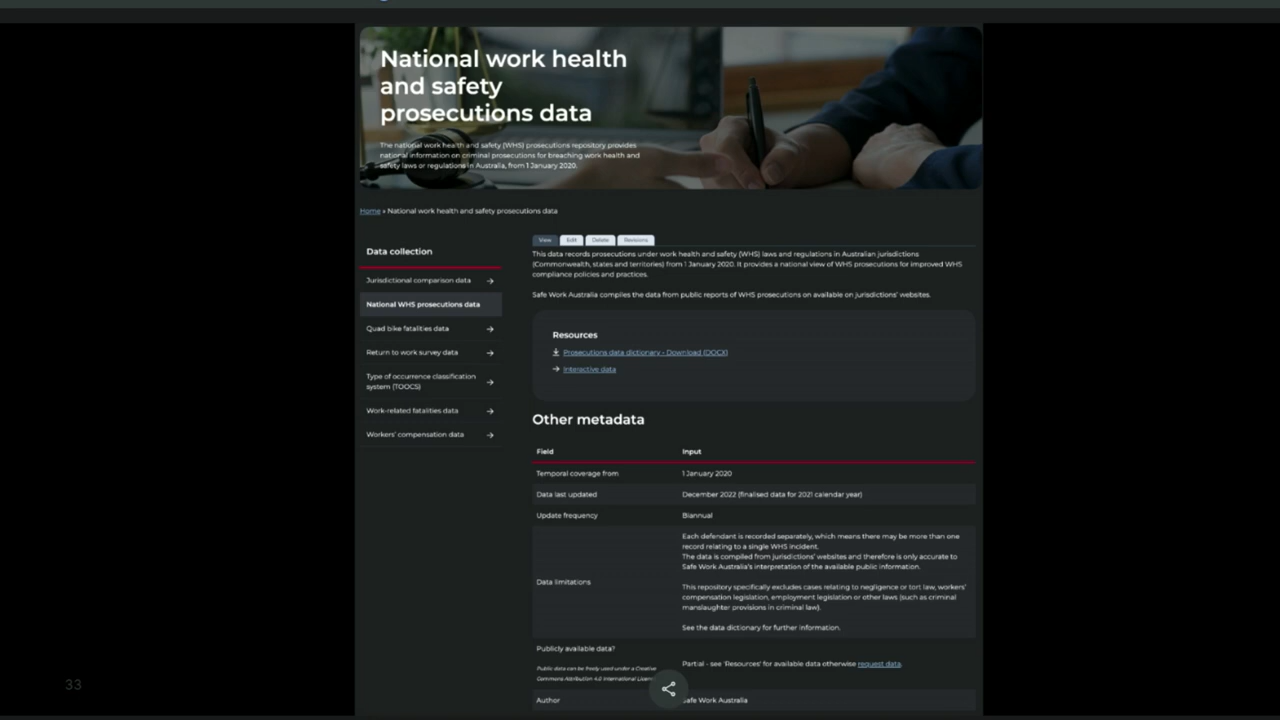 National work health
and safety
prosecutions data
The national work health and safety (WHS) prosecutions repository provides
national information on criminal prosecutions for breaching work health and
safety laws or regulations in Australia, from 1 January 2020.
Home » National work health and safety prosecutions data
Data collection
Jurisdictional comparison data
National WHS prosecutions data
Quad bike fatalities data
Return to work survey data
Type of occurrence classification
system (TOOCS)
Work-related fatalities data
Workers' compensation data
View Edit Delete Revisions
This data records prosecutions under work health and safety (WHS) laws and regulations in Australian jurisdictions
(Commonwealth, states and territories) from 1 January 2020. It provides a national view of WHS prosecutions for improved WHS
compliance policies and practices.
Safe Work Australia compiles the data from public reports of WHS prosecutions on available on jurisdictions' websites.
Resources
Prosecutions data dictionary - Download (DOCX)
Interactive data
Other metadata
Field Input
Temporal coverage from 1 January 2020
Data last updated December 2022 (finalised data for 2021 calendar year)
Update frequency Biannual
Data limitations
Each defendant is recorded separately, which means there may be more than one
record relating to a single WHS incident.
The data is compiled from jurisdictions' websites and therefore is only accurate to
Safe Work Australia's interpretation of the available public information.
This repository specifically excludes cases relating to negligence or tort law, workers'
compensation legislation, employment legislation or other laws (such as criminal
manslaughter provisions in criminal law).
See the data dictionary for further information.
Publicly available data?
Public data can be freely used under a Creative
Commons Attribution 4.0 International
Partial - see 'Resources' for available data otherwise request data.
Author Safe Work Australia
33